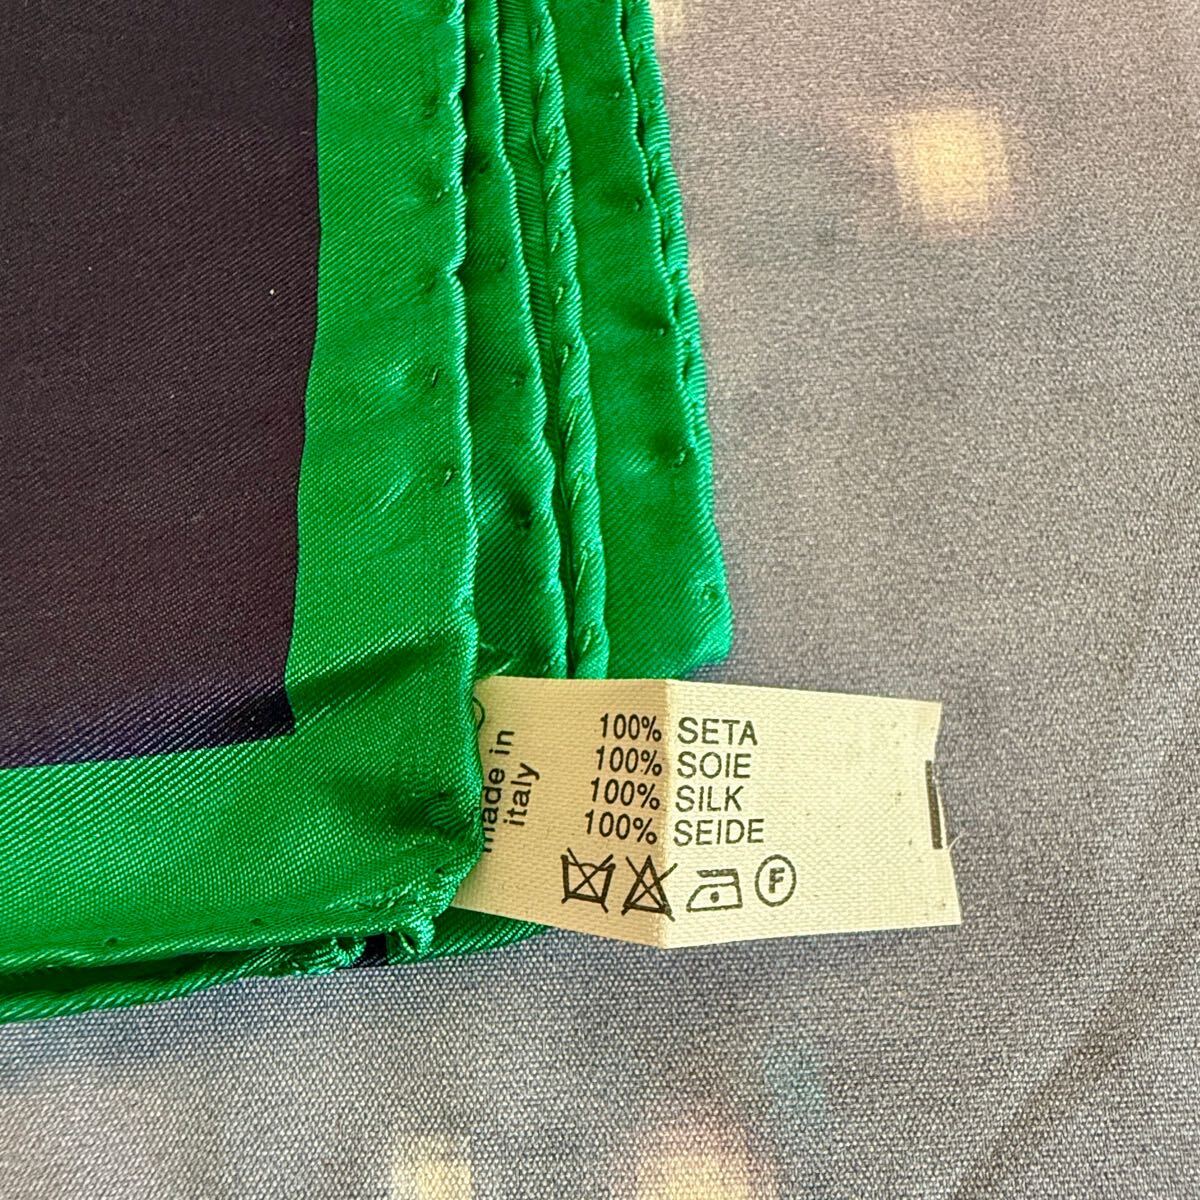 made in
italy
100% SETA
100% SOIE
100% SILK
100% SEIDE
F